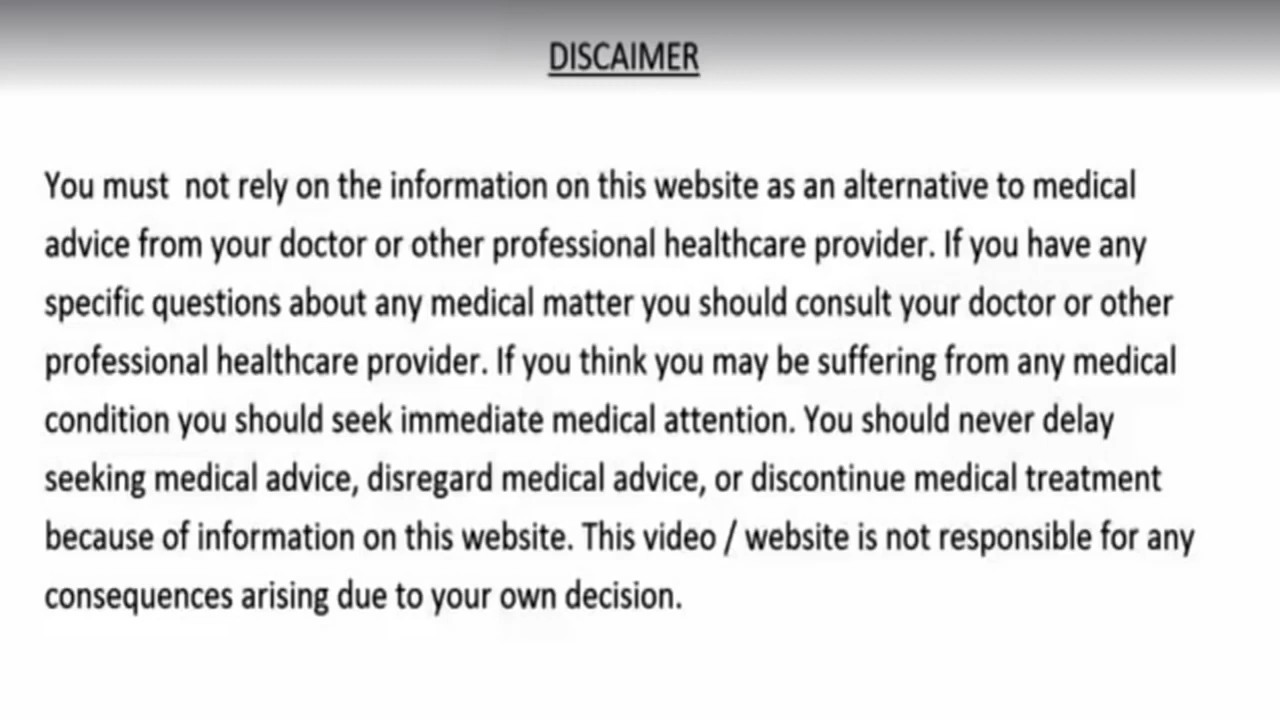 DISCAIMER
You must  not rely on the information on this website as an alternative to medical
advice from your doctor or other professional healthcare provider. If you have any
specific questions about any medical matter you should consult your doctor or other
professional healthcare provider. If you think you may be suffering from any medical
condition you should seek immediate medical attention. You should never delay
seeking medical advice, disregard medical advice, or discontinue medical treatment
because of information on this website. This video / website is not responsible for any
consequences arising due to your own decision.